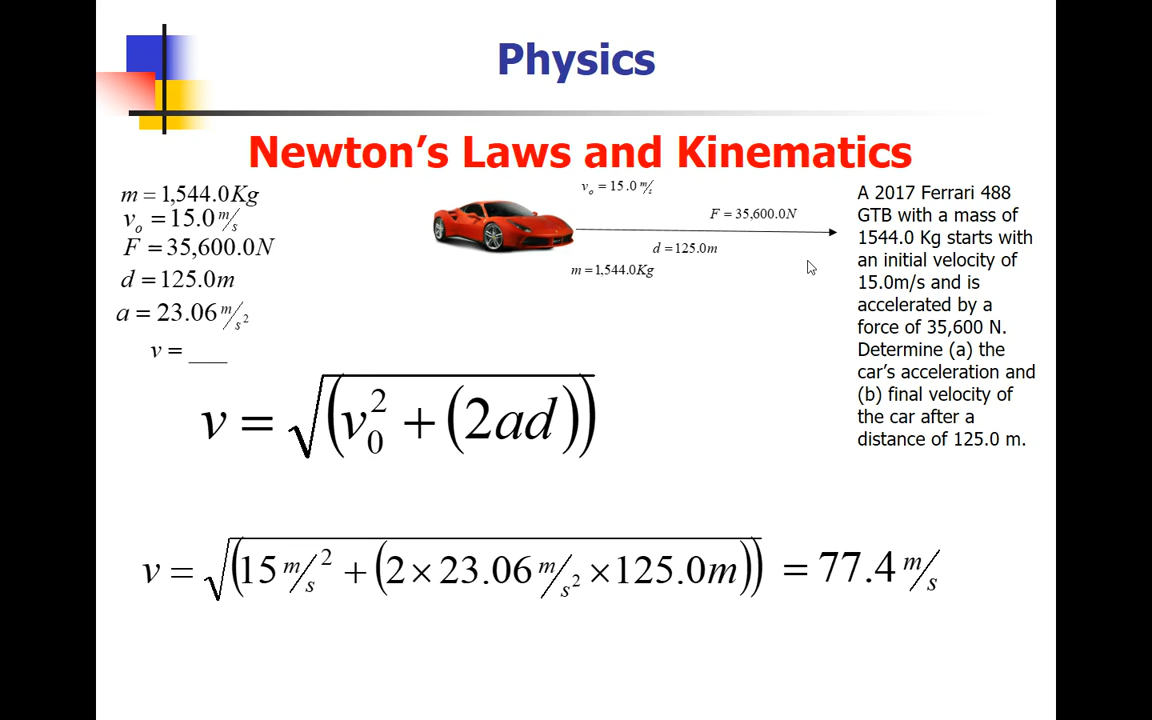 Physics
Newton's Laws and Kinematics
m = 1,544.0Kg
v₀ = 15.0 m/s
F = 35,600.0N
d = 125.0m
a = 23.06 m/s²
v = ___
v₀ = 15.0 m/s
F = 35,600.0N
d = 125.0m
m = 1,544.0Kg
A 2017 Ferrari 488
GTB with a mass of
1544.0 Kg starts with
an initial velocity of
15.0m/s and is
accelerated by a
force of 35,600 N.
Determine (a) the
car's acceleration and
(b) final velocity of
the car after a
distance of 125.0 m.
v = √(v₀² + (2ad))
v = √(15 m/s² + (2 × 23.06 m/s² × 125.0m)) = 77.4 m/s